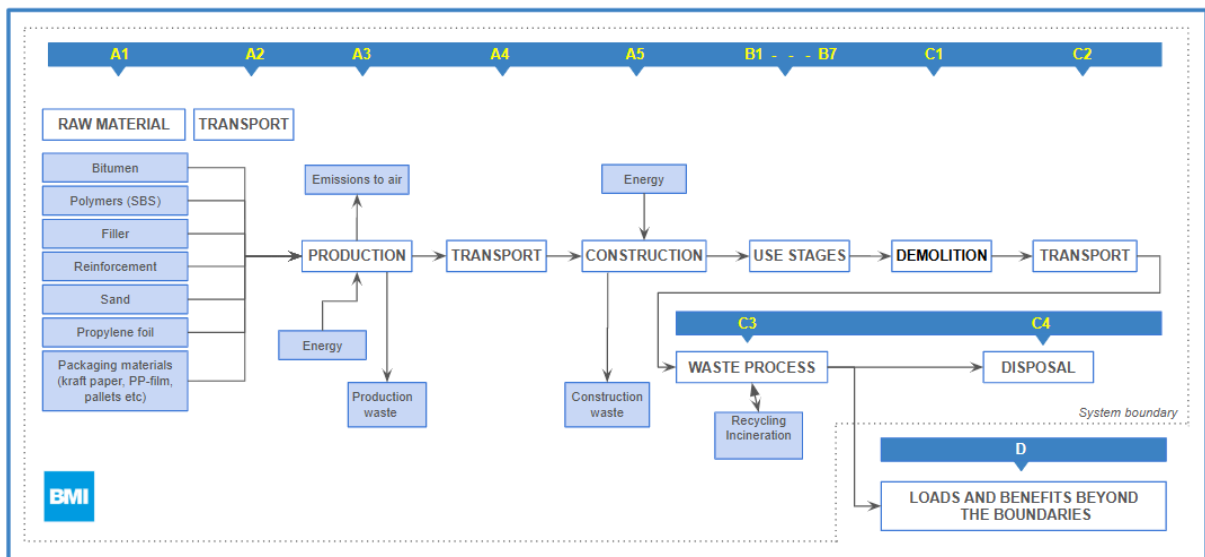 A1
A2
A3
A4
A5
B1 - - - B7
C1
C2
RAW MATERIAL
TRANSPORT
Bitumen
Polymers (SBS)
Filler
Reinforcement
Sand
Propylene foil
Packaging materials
(kraft paper, PP-film,
pallets etc)
Emissions to air
PRODUCTION
Energy
Production
waste
TRANSPORT
Energy
CONSTRUCTION
Construction
waste
USE STAGES
DEMOLITION
TRANSPORT
C3
C4
WASTE PROCESS
DISPOSAL
Recycling
Incineration
System boundary
D
LOADS AND BENEFITS BEYOND
THE BOUNDARIES
BMI